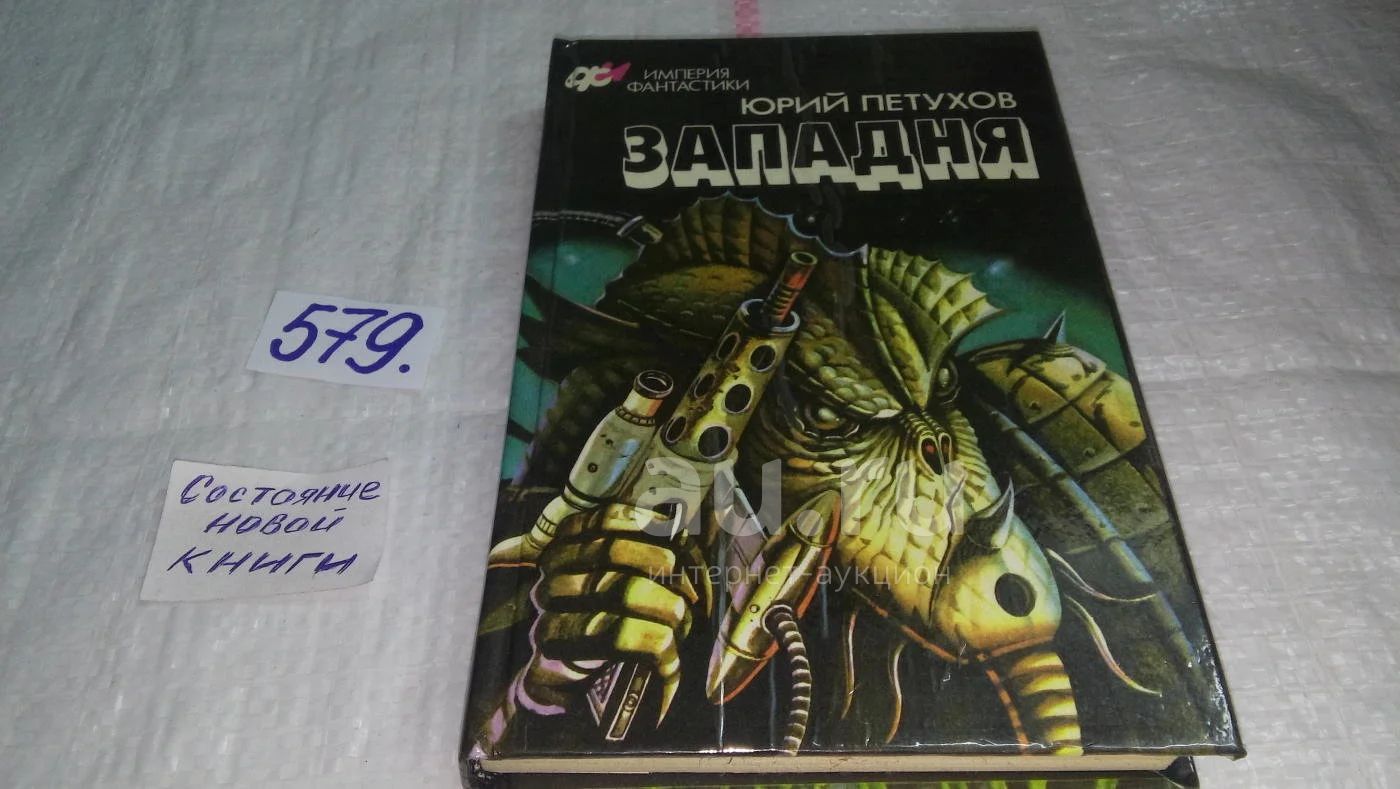 ИМПЕРИЯ
ФАНТАСТИКИ
ЮРИЙ ПЕТУХОВ
ЗАПАДНЯ
579.
Состояние
новой
книги
au.ru
интернет-аукцион